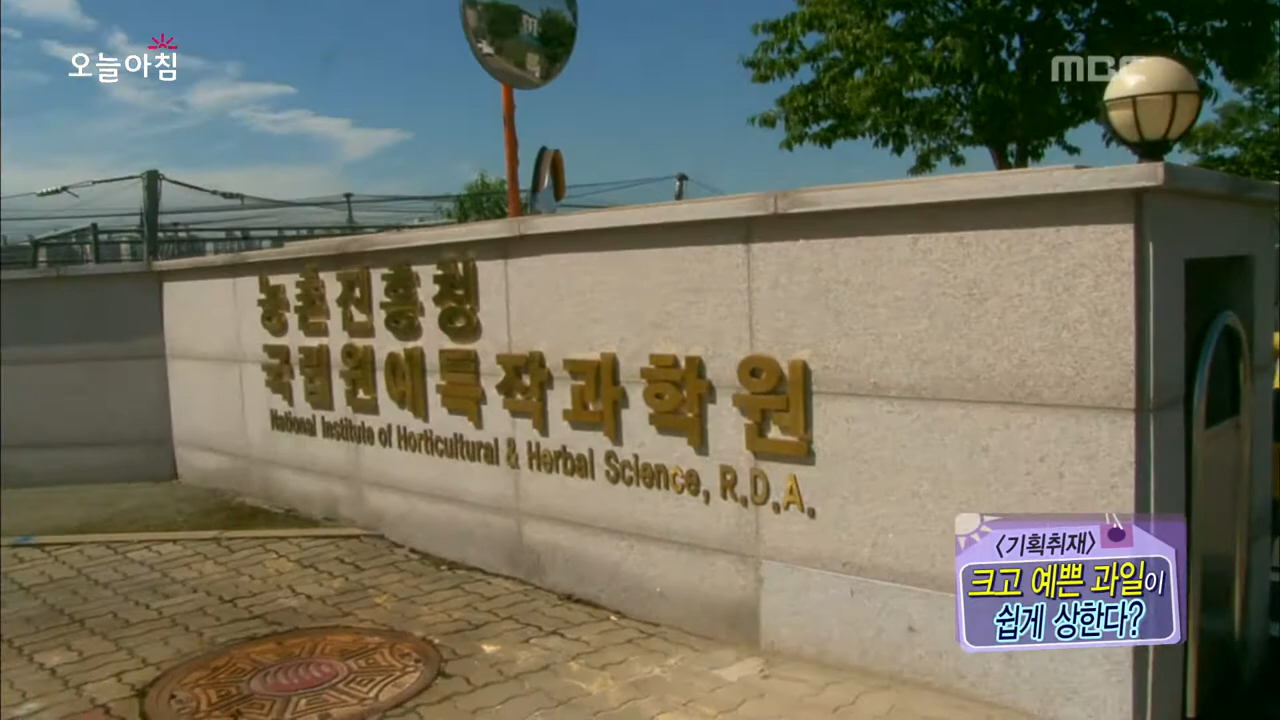 오늘아침
MBC
농촌진흥청
국립원예특작과학원
National Institute of Horticultural & Herbal Science, R.D.A.
〈기획취재〉
크고 예쁜 과일이
쉽게 상한다?